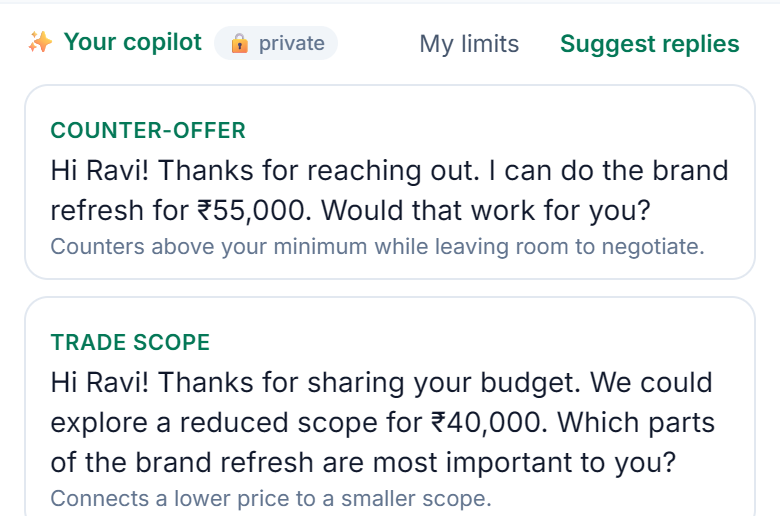 ✨ Your copilot 🔒 private My limits Suggest replies
COUNTER-OFFER
Hi Ravi! Thanks for reaching out. I can do the brand
refresh for ₹55,000. Would that work for you?
Counters above your minimum while leaving room to negotiate.
TRADE SCOPE
Hi Ravi! Thanks for sharing your budget. We could
explore a reduced scope for ₹40,000. Which parts
of the brand refresh are most important to you?
Connects a lower price to a smaller scope.